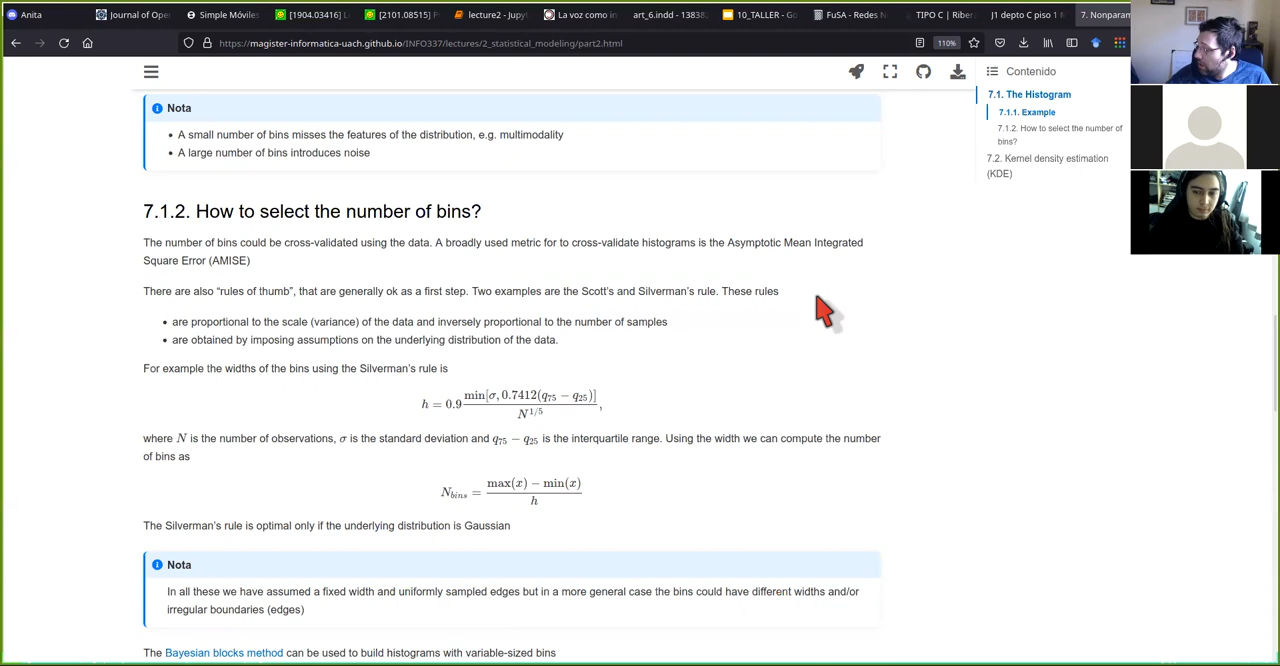 Anita
Journal of Ope
Simple Móviles
[1904.03416] L
[2101.08515] P
lecture2 - Jupyt
La voz como in
art_6.indd - 1383
10_TALLER - Go
FuSA - Redes N
TIPO C | Ribera
J1 depto C piso 1
7. Nonparam
https://magister-informatica-uach.github.io/INFO337/lectures/2_statistical_modeling/part2.html
110%
Contenido
7.1. The Histogram
7.1.1. Example
7.1.2. How to select the number of
bins?
7.2. Kernel density estimation
(KDE)
Nota
• A small number of bins misses the features of the distribution, e.g. multimodality
• A large number of bins introduces noise
7.1.2. How to select the number of bins?
The number of bins could be cross-validated using the data. A broadly used metric for to cross-validate histograms is the Asymptotic Mean Integrated
Square Error (AMISE)
There are also “rules of thumb”, that are generally ok as a first step. Two examples are the Scott’s and Silverman’s rule. These rules
• are proportional to the scale (variance) of the data and inversely proportional to the number of samples
• are obtained by imposing assumptions on the underlying distribution of the data.
For example the widths of the bins using the Silverman’s rule is
h = 0.9 min[σ, 0.7412(q75 − q25)] / N^1/5,
where N is the number of observations, σ is the standard deviation and q75 − q25 is the interquartile range. Using the width we can compute the number
of bins as
Nbins = max(x) − min(x) / h
The Silverman’s rule is optimal only if the underlying distribution is Gaussian
Nota
In all these we have assumed a fixed width and uniformly sampled edges but in a more general case the bins could have different widths and/or
irregular boundaries (edges)
The Bayesian blocks method can be used to build histograms with variable-sized bins